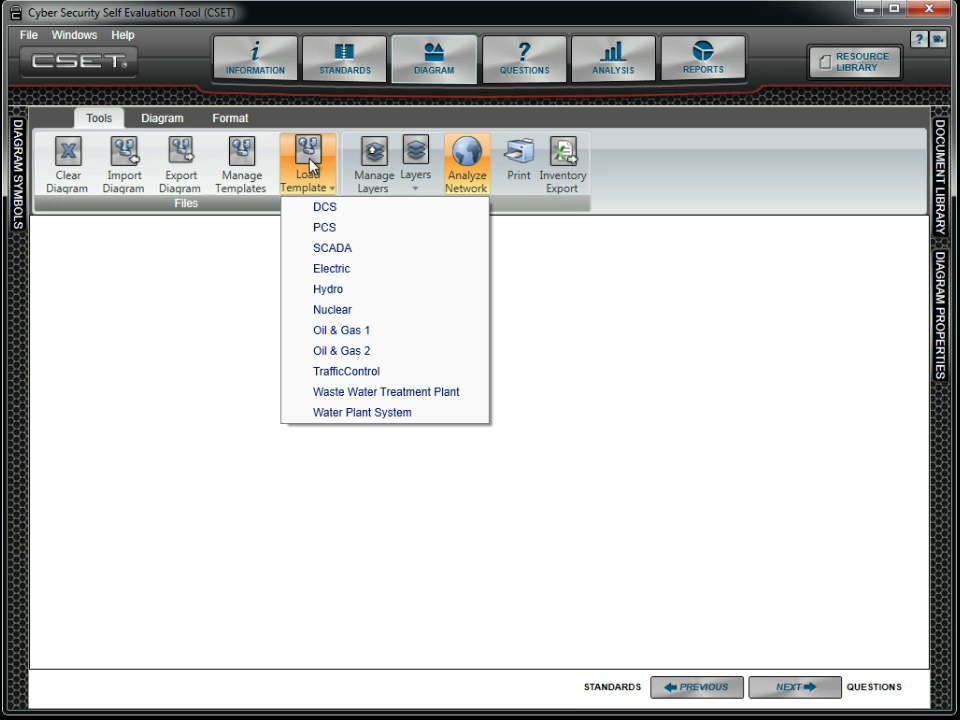 Cyber Security Self Evaluation Tool (CSET)
File Windows Help
CSET
INFORMATION
STANDARDS
DIAGRAM
QUESTIONS
ANALYSIS
REPORTS
RESOURCE
LIBRARY
Tools Diagram Format
Clear
Diagram
Import
Diagram
Export
Diagram
Manage
Templates
Load
Template
Manage
Layers
Layers
Analyze
Network
Print
Inventory
Export
Files
DCS
PCS
SCADA
Electric
Hydro
Nuclear
Oil & Gas 1
Oil & Gas 2
TrafficControl
Waste Water Treatment Plant
Water Plant System
DIAGRAM SYMBOLS
DOCUMENT LIBRARY
DIAGRAM PROPERTIES
STANDARDS PREVIOUS NEXT QUESTIONS